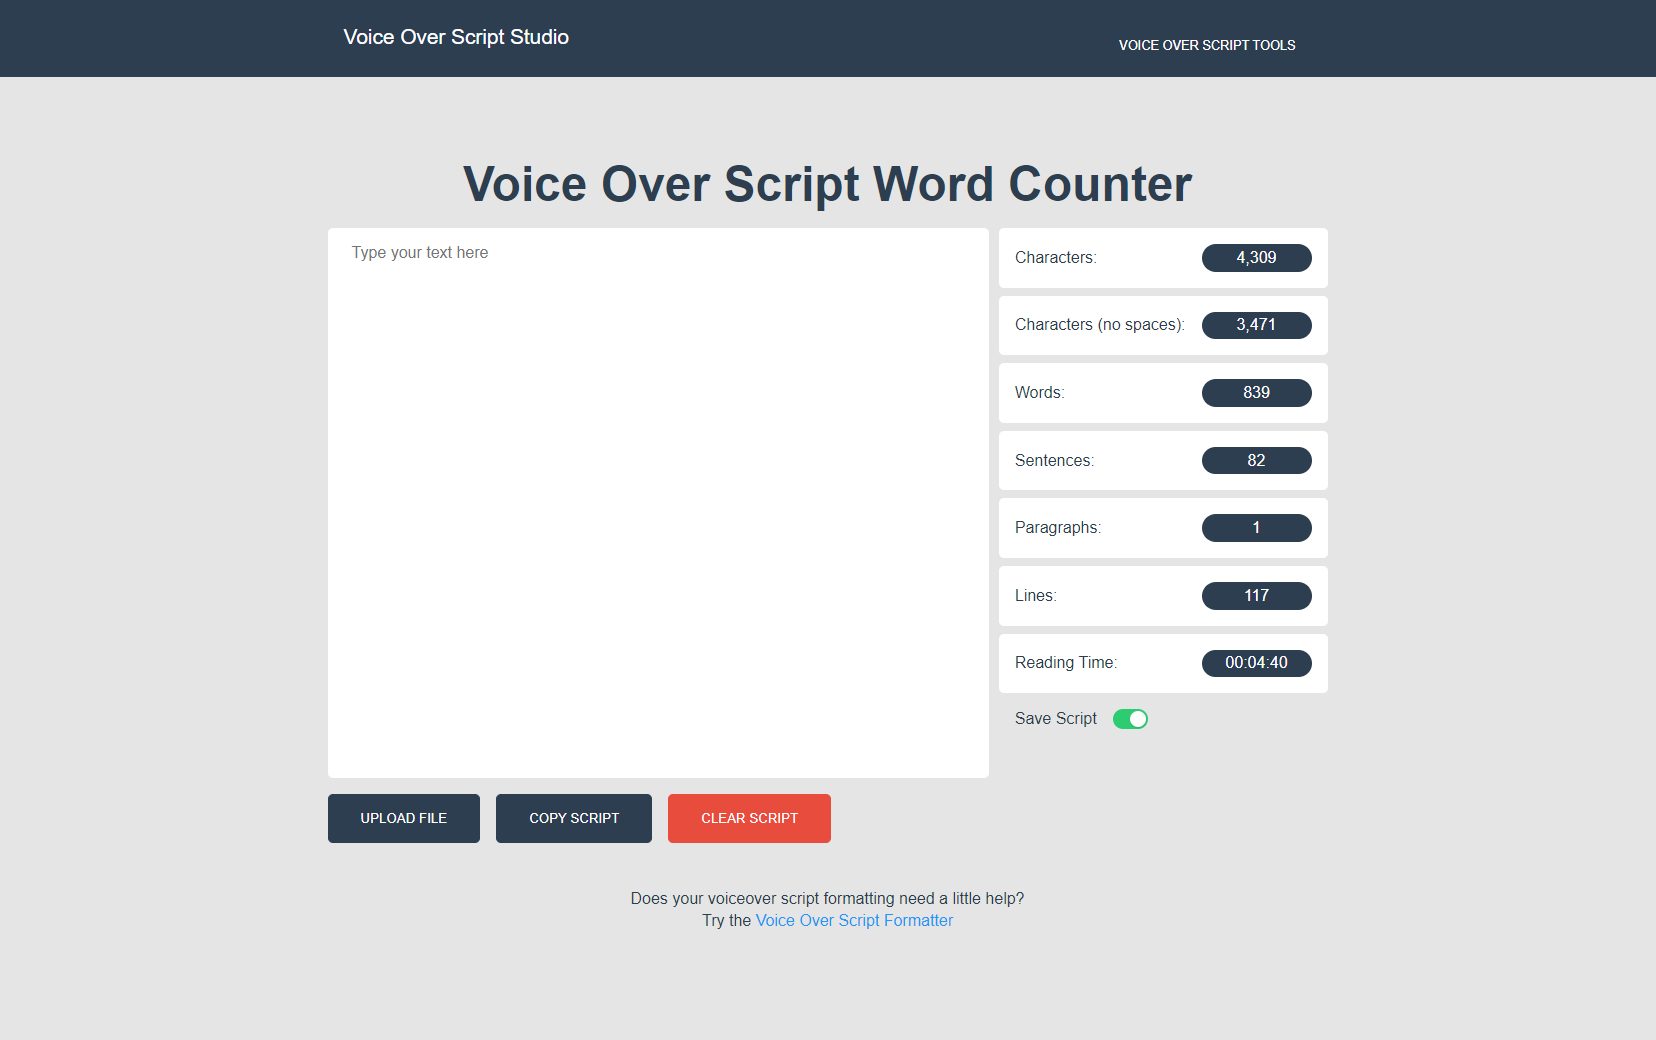 Voice Over Script Studio
VOICE OVER SCRIPT TOOLS
Voice Over Script Word Counter
Type your text here
Characters: 4,309
Characters (no spaces): 3,471
Words: 839
Sentences: 82
Paragraphs: 1
Lines: 117
Reading Time: 00:04:40
Save Script
UPLOAD FILE
COPY SCRIPT
CLEAR SCRIPT
Does your voiceover script formatting need a little help?
Try the Voice Over Script Formatter